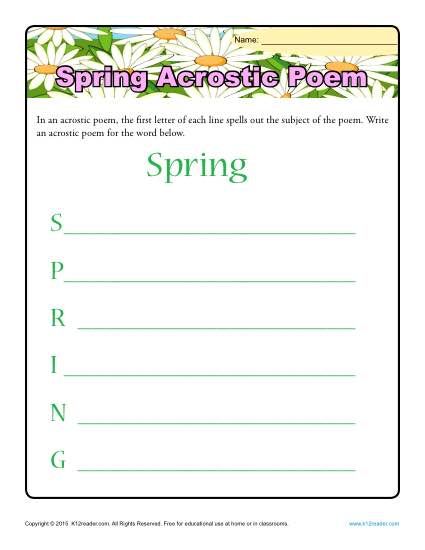 Name:
Spring Acrostic Poem
In an acrostic poem, the first letter of each line spells out the subject of the poem. Write
an acrostic poem for the word below.
Spring
S
P
R
I
N
G
Copyright © 2015 K12reader.com. All Rights Reserved. Free for educational use at home or in classrooms. www.k12reader.com